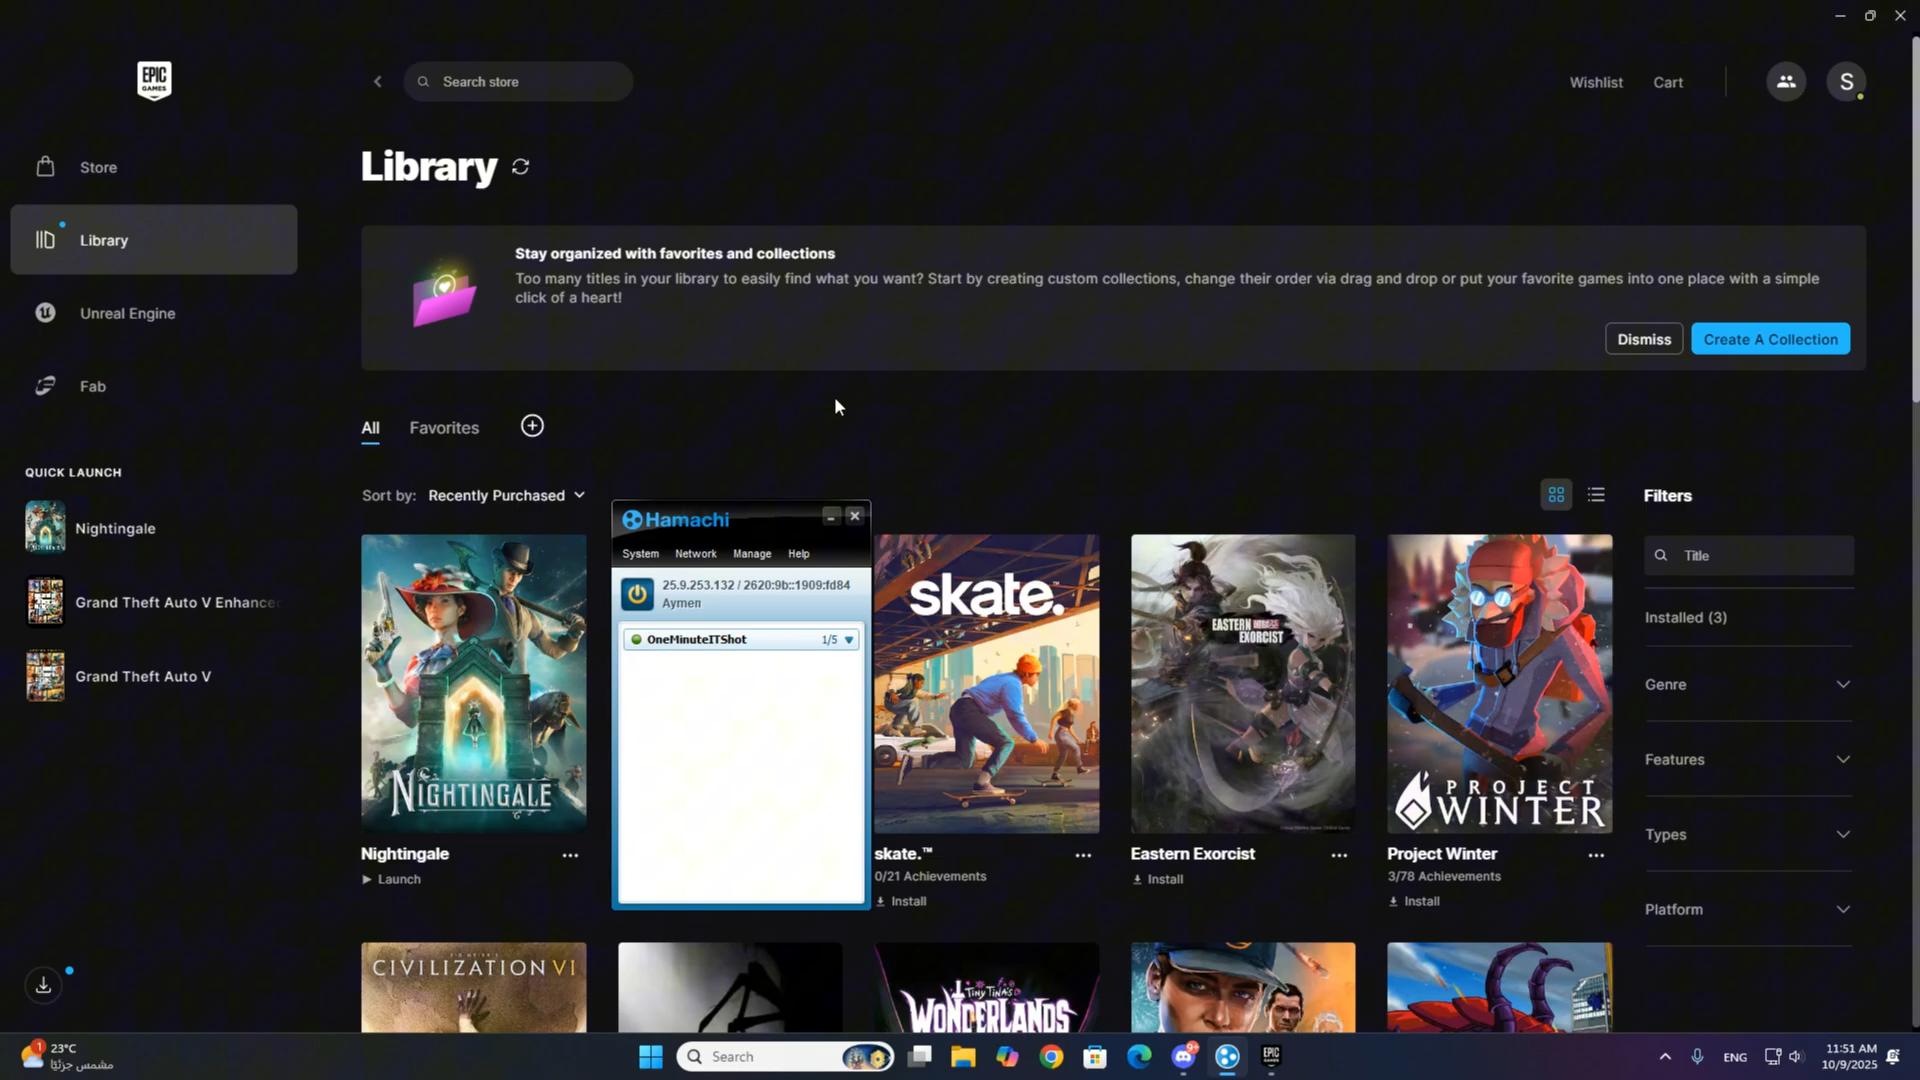 EPIC
GAMES
Search store
Wishlist
Cart
S
Library
Store
Library
Unreal Engine
Fab
Stay organized with favorites and collections
Too many titles in your library to easily find what you want? Start by creating custom collections, change their order via drag and drop or put your favorite games into one place with a simple
click of a heart!
Dismiss
Create A Collection
All
Favorites
QUICK LAUNCH
Nightingale
Grand Theft Auto V Enhanced
Grand Theft Auto V
Sort by: Recently Purchased
Filters
Title
Installed (3)
Genre
Features
Types
Platform
Hamachi
System
Network
Manage
Help
25.9.253.132 / 2620:9b::1909:fd84
Aymen
OneMinuteITShot
1/5
NIGHTINGALE
skate.™
EASTERN
EXORCIST
PROJECT
WINTER
Nightingale
Launch
skate.™
0/21 Achievements
Install
Eastern Exorcist
Install
Project Winter
3/78 Achievements
Install
CIVILIZATION VI
TINY TINA'S
WONDERLANDS
1
23°C
مشمس جزئيًا
Search
9+
EPIC
GAMES
ENG
11:51 AM
10/9/2025